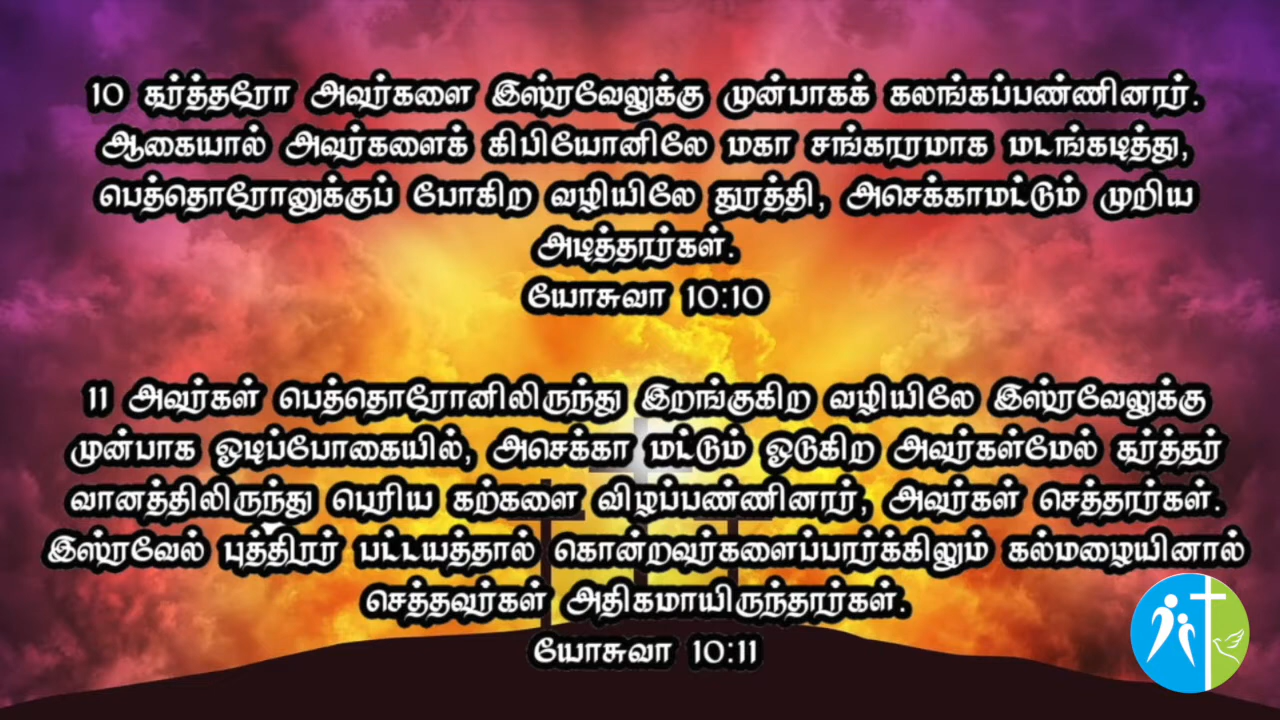 10 கர்த்தரோ அவர்களை இஸ்ரவேலுக்கு முன்பாகக் கலங்கப்பண்ணினார்.
ஆகையால் அவர்களைக் கிபியோனிலே மகா சங்காரமாக மடங்கடித்து,
பெத்தொரோனுக்குப் போகிற வழியிலே துரத்தி, அசெக்காமட்டும் முறிய
அடித்தார்கள்.
யோசுவா 10:10
11 அவர்கள் பெத்தொரோனிலிருந்து இறங்குகிற வழியிலே இஸ்ரவேலுக்கு
முன்பாக ஓடிப்போகையில், அசெக்கா மட்டும் ஓடுகிற அவர்கள்மேல் கர்த்தர்
வானத்திலிருந்து பெரிய கற்களை விழப்பண்ணினார், அவர்கள் செத்தார்கள்.
இஸ்ரவேல் புத்திரர் பட்டயத்தால் கொன்றவர்களைப்பார்க்கிலும் கல்மழையினால்
செத்தவர்கள் அதிகமாயிருந்தார்கள்.
யோசுவா 10:11